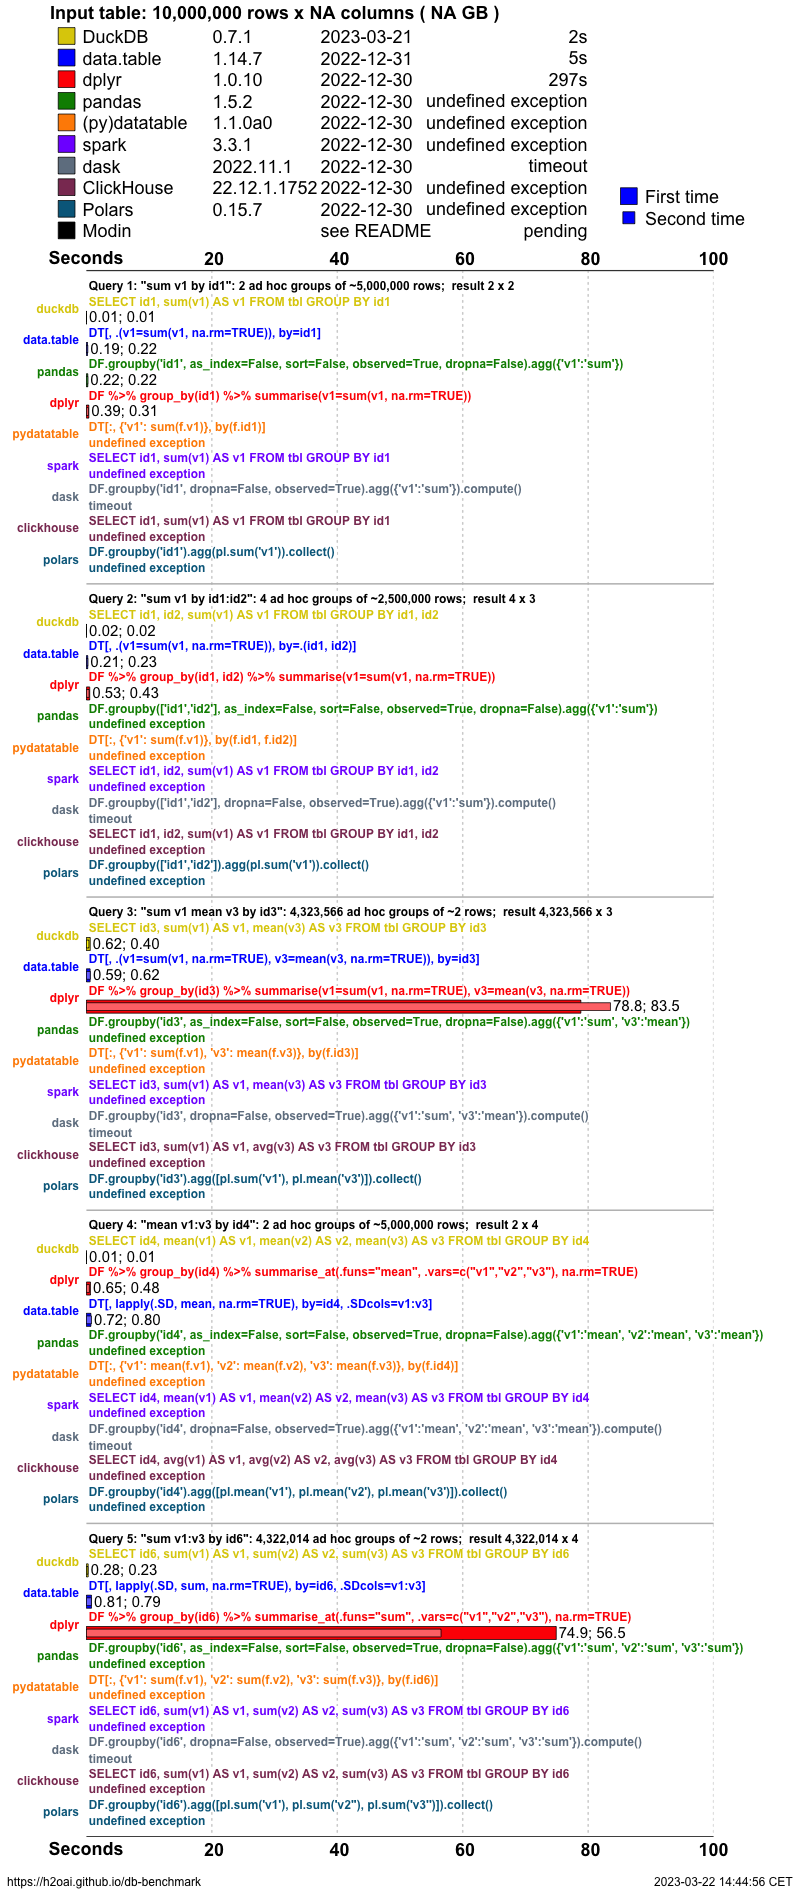 Input table: 10,000,000 rows x NA columns ( NA GB )
DuckDB 0.7.1 2023-03-21 2s
data.table 1.14.7 2022-12-31 5s
dplyr 1.0.10 2022-12-30 297s
pandas 1.5.2 2022-12-30 undefined exception
(py)datatable 1.1.0a0 2022-12-30 undefined exception
spark 3.3.1 2022-12-30 undefined exception
dask 2022.11.1 2022-12-30 timeout
ClickHouse 22.12.1.1752 2022-12-30 undefined exception
Polars 0.15.7 2022-12-30 undefined exception
Modin see README pending
First time
Second time
Seconds 20 40 60 80 100
Query 1: "sum v1 by id1": 2 ad hoc groups of ~5,000,000 rows;  result 2 x 2
duckdb SELECT id1, sum(v1) AS v1 FROM tbl GROUP BY id1
0.01; 0.01
data.table DT[, .(v1=sum(v1, na.rm=TRUE)), by=id1]
0.19; 0.22
pandas DF.groupby('id1', as_index=False, sort=False, observed=True, dropna=False).agg({'v1':'sum'})
0.22; 0.22
dplyr DF %>% group_by(id1) %>% summarise(v1=sum(v1, na.rm=TRUE))
0.39; 0.31
pydatatable DT[:, {'v1': sum(f.v1)}, by(f.id1)]
undefined exception
spark SELECT id1, sum(v1) AS v1 FROM tbl GROUP BY id1
undefined exception
dask DF.groupby('id1', dropna=False, observed=True).agg({'v1':'sum'}).compute()
timeout
clickhouse SELECT id1, sum(v1) AS v1 FROM tbl GROUP BY id1
undefined exception
polars DF.groupby('id1').agg(pl.sum('v1')).collect()
undefined exception
Query 2: "sum v1 by id1:id2": 4 ad hoc groups of ~2,500,000 rows;  result 4 x 3
duckdb SELECT id1, id2, sum(v1) AS v1 FROM tbl GROUP BY id1, id2
0.02; 0.02
data.table DT[, .(v1=sum(v1, na.rm=TRUE)), by=.(id1, id2)]
0.21; 0.23
dplyr DF %>% group_by(id1, id2) %>% summarise(v1=sum(v1, na.rm=TRUE))
0.53; 0.43
pandas DF.groupby(['id1','id2'], as_index=False, sort=False, observed=True, dropna=False).agg({'v1':'sum'})
undefined exception
pydatatable DT[:, {'v1': sum(f.v1)}, by(f.id1, f.id2)]
undefined exception
spark SELECT id1, id2, sum(v1) AS v1 FROM tbl GROUP BY id1, id2
undefined exception
dask DF.groupby(['id1','id2'], dropna=False, observed=True).agg({'v1':'sum'}).compute()
timeout
clickhouse SELECT id1, id2, sum(v1) AS v1 FROM tbl GROUP BY id1, id2
undefined exception
polars DF.groupby(['id1','id2']).agg(pl.sum('v1')).collect()
undefined exception
Query 3: "sum v1 mean v3 by id3": 4,323,566 ad hoc groups of ~2 rows;  result 4,323,566 x 3
duckdb SELECT id3, sum(v1) AS v1, mean(v3) AS v3 FROM tbl GROUP BY id3
0.62; 0.40
data.table DT[, .(v1=sum(v1, na.rm=TRUE), v3=mean(v3, na.rm=TRUE)), by=id3]
0.59; 0.62
dplyr DF %>% group_by(id3) %>% summarise(v1=sum(v1, na.rm=TRUE), v3=mean(v3, na.rm=TRUE))
78.8; 83.5
pandas DF.groupby('id3', as_index=False, sort=False, observed=True, dropna=False).agg({'v1':'sum', 'v3':'mean'})
undefined exception
pydatatable DT[:, {'v1': sum(f.v1), 'v3': mean(f.v3)}, by(f.id3)]
undefined exception
spark SELECT id3, sum(v1) AS v1, mean(v3) AS v3 FROM tbl GROUP BY id3
undefined exception
dask DF.groupby('id3', dropna=False, observed=True).agg({'v1':'sum', 'v3':'mean'}).compute()
timeout
clickhouse SELECT id3, sum(v1) AS v1, avg(v3) AS v3 FROM tbl GROUP BY id3
undefined exception
polars DF.groupby('id3').agg([pl.sum('v1'), pl.mean('v3')]).collect()
undefined exception
Query 4: "mean v1:v3 by id4": 2 ad hoc groups of ~5,000,000 rows;  result 2 x 4
duckdb SELECT id4, mean(v1) AS v1, mean(v2) AS v2, mean(v3) AS v3 FROM tbl GROUP BY id4
0.01; 0.01
dplyr DF %>% group_by(id4) %>% summarise_at(.funs="mean", .vars=c("v1","v2","v3"), na.rm=TRUE)
0.65; 0.48
data.table DT[, lapply(.SD, mean, na.rm=TRUE), by=id4, .SDcols=v1:v3]
0.72; 0.80
pandas DF.groupby('id4', as_index=False, sort=False, observed=True, dropna=False).agg({'v1':'mean', 'v2':'mean', 'v3':'mean'})
undefined exception
pydatatable DT[:, {'v1': mean(f.v1), 'v2': mean(f.v2), 'v3': mean(f.v3)}, by(f.id4)]
undefined exception
spark SELECT id4, mean(v1) AS v1, mean(v2) AS v2, mean(v3) AS v3 FROM tbl GROUP BY id4
undefined exception
dask DF.groupby('id4', dropna=False, observed=True).agg({'v1':'mean', 'v2':'mean', 'v3':'mean'}).compute()
timeout
clickhouse SELECT id4, avg(v1) AS v1, avg(v2) AS v2, avg(v3) AS v3 FROM tbl GROUP BY id4
undefined exception
polars DF.groupby('id4').agg([pl.mean('v1'), pl.mean('v2'), pl.mean('v3')]).collect()
undefined exception
Query 5: "sum v1:v3 by id6": 4,322,014 ad hoc groups of ~2 rows;  result 4,322,014 x 4
duckdb SELECT id6, sum(v1) AS v1, sum(v2) AS v2, sum(v3) AS v3 FROM tbl GROUP BY id6
0.28; 0.23
data.table DT[, lapply(.SD, sum, na.rm=TRUE), by=id6, .SDcols=v1:v3]
0.81; 0.79
dplyr DF %>% group_by(id6) %>% summarise_at(.funs="sum", .vars=c("v1","v2","v3"), na.rm=TRUE)
74.9; 56.5
pandas DF.groupby('id6', as_index=False, sort=False, observed=True, dropna=False).agg({'v1':'sum', 'v2':'sum', 'v3':'sum'})
undefined exception
pydatatable DT[:, {'v1': sum(f.v1), 'v2': sum(f.v2), 'v3': sum(f.v3)}, by(f.id6)]
undefined exception
spark SELECT id6, sum(v1) AS v1, sum(v2) AS v2, sum(v3) AS v3 FROM tbl GROUP BY id6
undefined exception
dask DF.groupby('id6', dropna=False, observed=True).agg({'v1':'sum', 'v2':'sum', 'v3':'sum'}).compute()
timeout
clickhouse SELECT id6, sum(v1) AS v1, sum(v2) AS v2, sum(v3) AS v3 FROM tbl GROUP BY id6
undefined exception
polars DF.groupby('id6').agg([pl.sum('v1'), pl.sum('v2''), pl.sum('v3'')]).collect()
undefined exception
Seconds 20 40 60 80 100
https://h2oai.github.io/db-benchmark 2023-03-22 14:44:56 CET